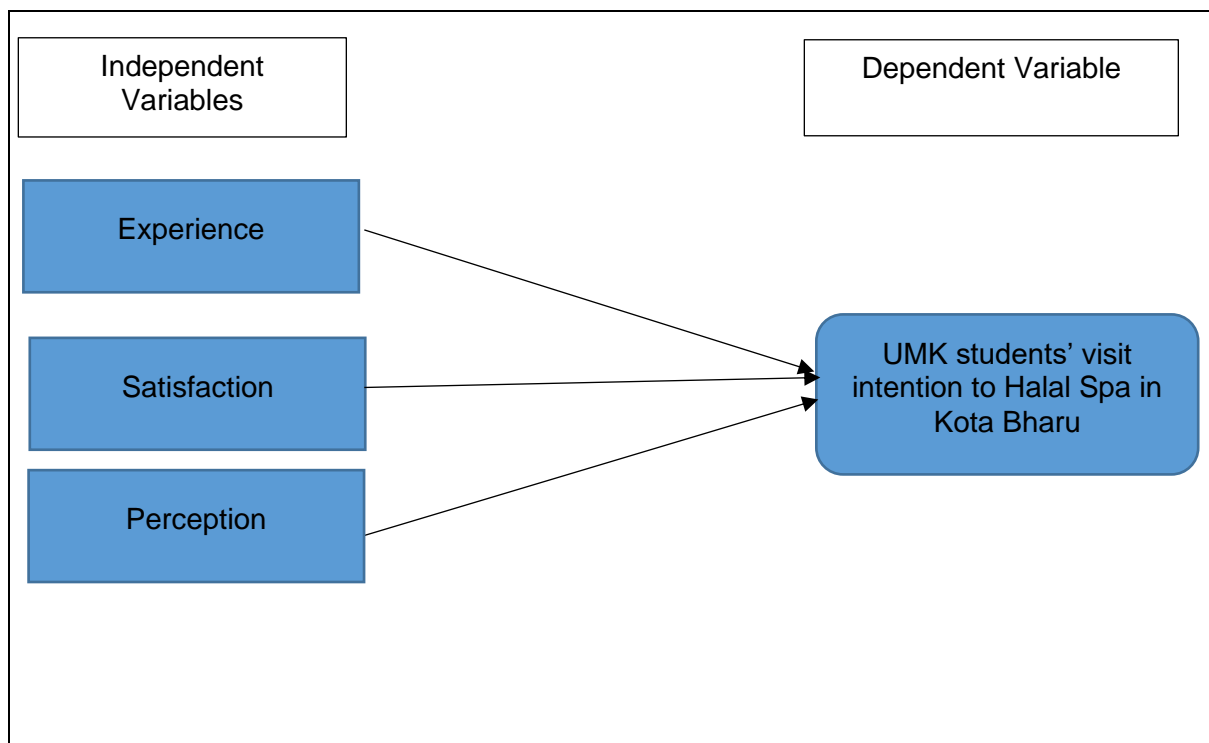 Independent
Variables
Dependent Variable
Experience
Satisfaction
Perception
UMK students’ visit
intention to Halal Spa in
Kota Bharu